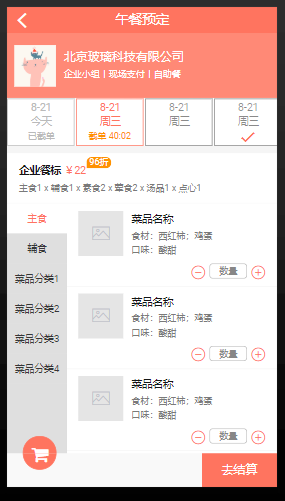 午餐预定
北京玻璃科技有限公司
企业小组 | 现场支付 | 自助餐
8-21 8-21 8-21 8-21
今天 周三 周三 周三
已截单 截单 40:02
企业餐标 ¥22 96折
主食1 x 辅食1 x 素食2 x 荤食2 x 汤品1 x 点心1
主食
辅食
菜品分类1
菜品分类2
菜品分类3
菜品分类4
菜品名称
食材：西红柿；鸡蛋
口味：酸甜
数量
菜品名称
食材：西红柿；鸡蛋
口味：酸甜
数量
菜品名称
食材：西红柿；鸡蛋
口味：酸甜
数量
去结算